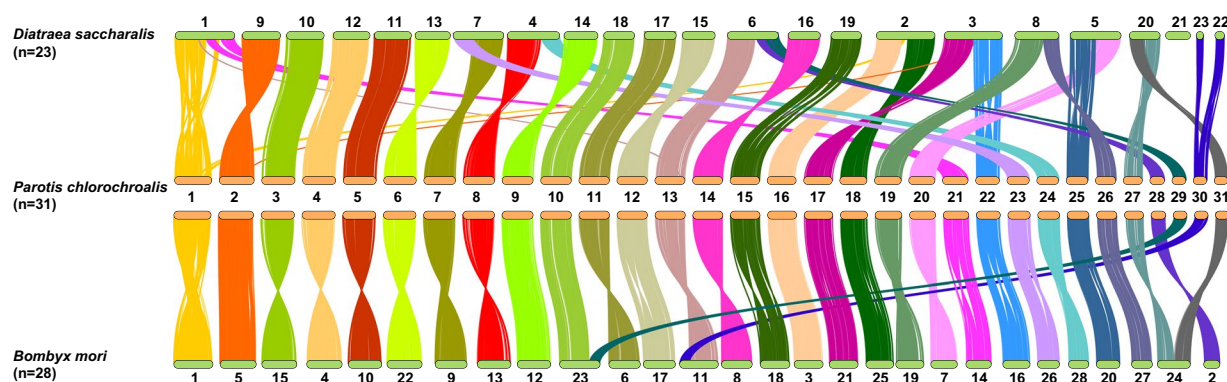 1 9 10 12 11 13 7 4 14 18 17 15 6 16 19 2 3 8 5 20 21 23 22
Diatraea saccharalis
(n=23)
Parotis chlorochroalis
(n=31)
1 2 3 4 5 6 7 8 9 10 11 12 13 14 15 16 17 18 19 20 21 22 23 24 25 26 27 28 29 30 31
Bombyx mori
(n=28)
1 5 15 4 10 22 9 13 12 23 6 17 11 8 18 3 21 25 19 7 14 16 26 28 20 27 24 2